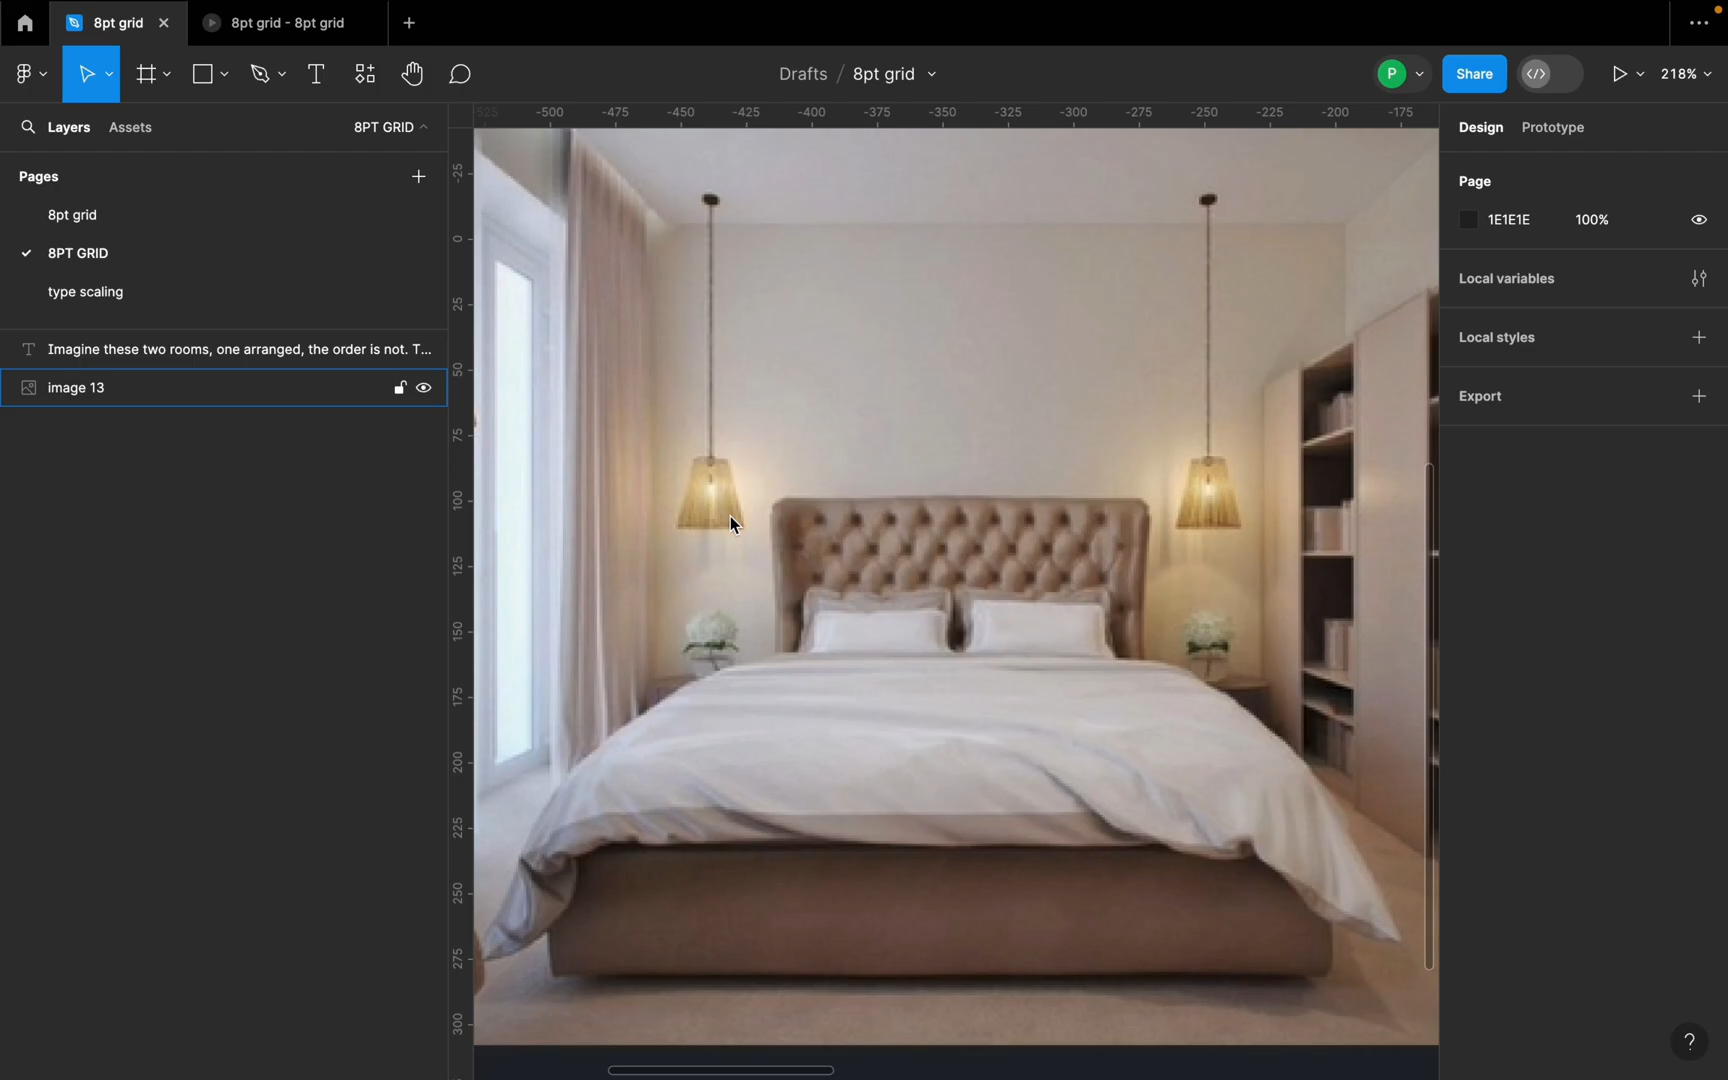 8pt grid
8pt grid - 8pt grid
Drafts / 8pt grid
P
Share
218%
Layers Assets 8PT GRID
Pages
8pt grid
8PT GRID
type scaling
Imagine these two rooms, one arranged, the order is not. T...
image 13
-525 -500 -475 -450 -425 -400 -375 -350 -325 -300 -275 -250 -225 -200 -175
-25
0
25
50
75
100
125
150
175
200
225
250
275
300
Design Prototype
Page
1E1E1E 100%
Local variables
Local styles
Export
?